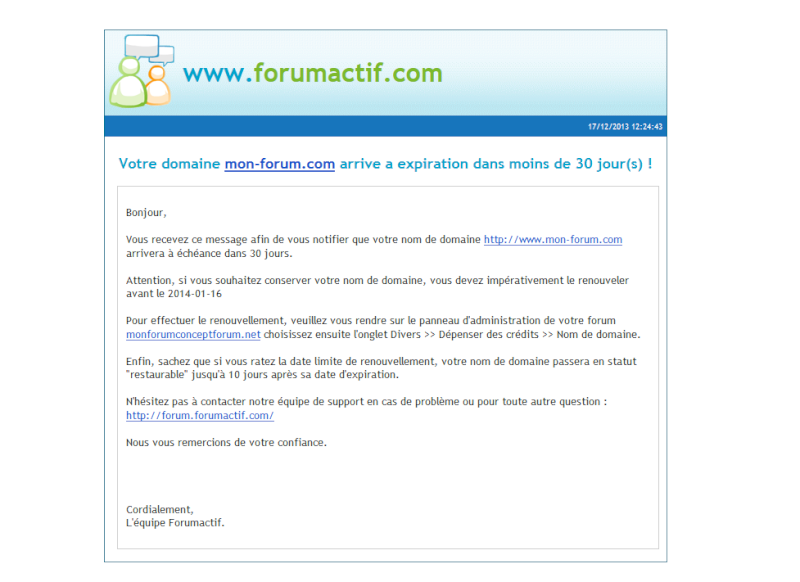 www.forumactif.com
17/12/2013 12:24:43
Votre domaine mon-forum.com arrive a expiration dans moins de 30 jour(s) !
Bonjour,
Vous recevez ce message afin de vous notifier que votre nom de domaine http://www.mon-forum.com
arrivera à échéance dans 30 jours.
Attention, si vous souhaitez conserver votre nom de domaine, vous devez impérativement le renouveler
avant le 2014-01-16
Pour effectuer le renouvellement, veuillez vous rendre sur le panneau d'administration de votre forum
monforumconceptforum.net choisissez ensuite l'onglet Divers >> Dépenser des crédits >> Nom de domaine.
Enfin, sachez que si vous ratez la date limite de renouvellement, votre nom de domaine passera en statut
"restaurable" jusqu'à 10 jours après sa date d'expiration.
N'hésitez pas à contacter notre équipe de support en cas de problème ou pour toute autre question :
http://forum.forumactif.com/
Nous vous remercions de votre confiance.
Cordialement,
L'équipe Forumactif.